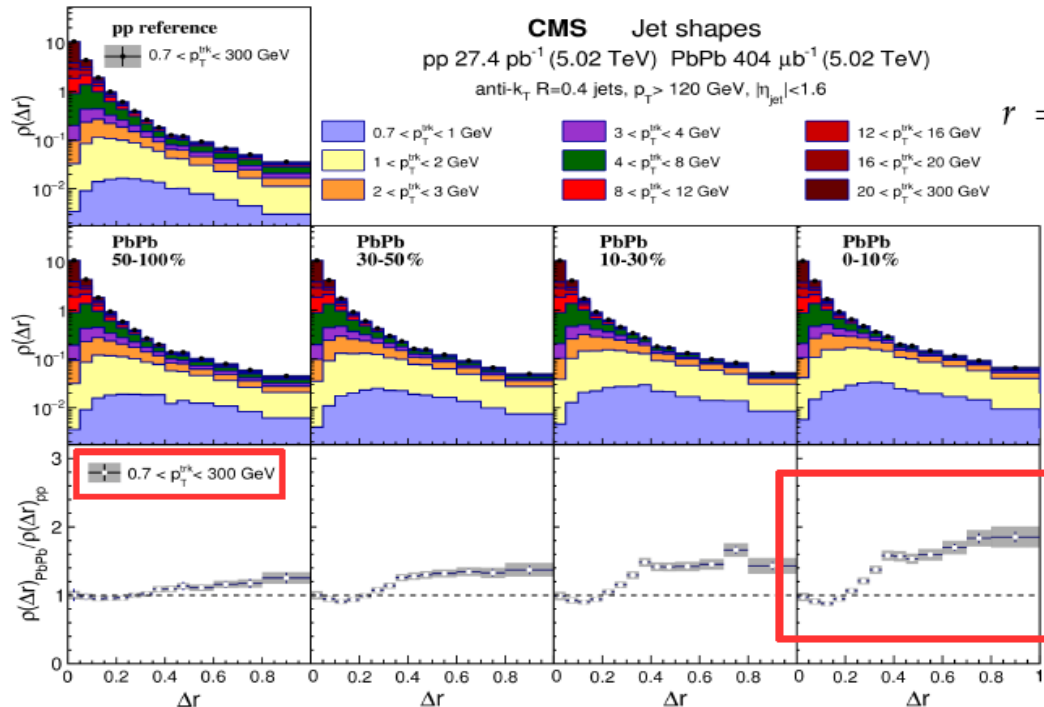 CMS Jet shapes
pp 27.4 pb⁻¹ (5.02 TeV) PbPb 404 μb⁻¹ (5.02 TeV)
anti-k_T R=0.4 jets, p_T > 120 GeV, |η_jet|<1.6
r =
pp reference
0.7 < p_T^trk < 300 GeV
0.7 < p_T^trk < 1 GeV
1 < p_T^trk < 2 GeV
2 < p_T^trk < 3 GeV
3 < p_T^trk < 4 GeV
4 < p_T^trk < 8 GeV
8 < p_T^trk < 12 GeV
12 < p_T^trk < 16 GeV
16 < p_T^trk < 20 GeV
20 < p_T^trk < 300 GeV
ρ(Δr)
10
1
10⁻¹
10⁻²
PbPb
50-100%
PbPb
30-50%
PbPb
10-30%
PbPb
0-10%
ρ(Δr)
10
1
10⁻¹
10⁻²
0.7 < p_T^trk < 300 GeV
ρ(Δr)_PbPb/ρ(Δr)_pp
3
2
1
0
0 0.2 0.4 0.6 0.8 0 0.2 0.4 0.6 0.8 0 0.2 0.4 0.6 0.8 0 0.2 0.4 0.6 0.8 1
Δr Δr Δr Δr